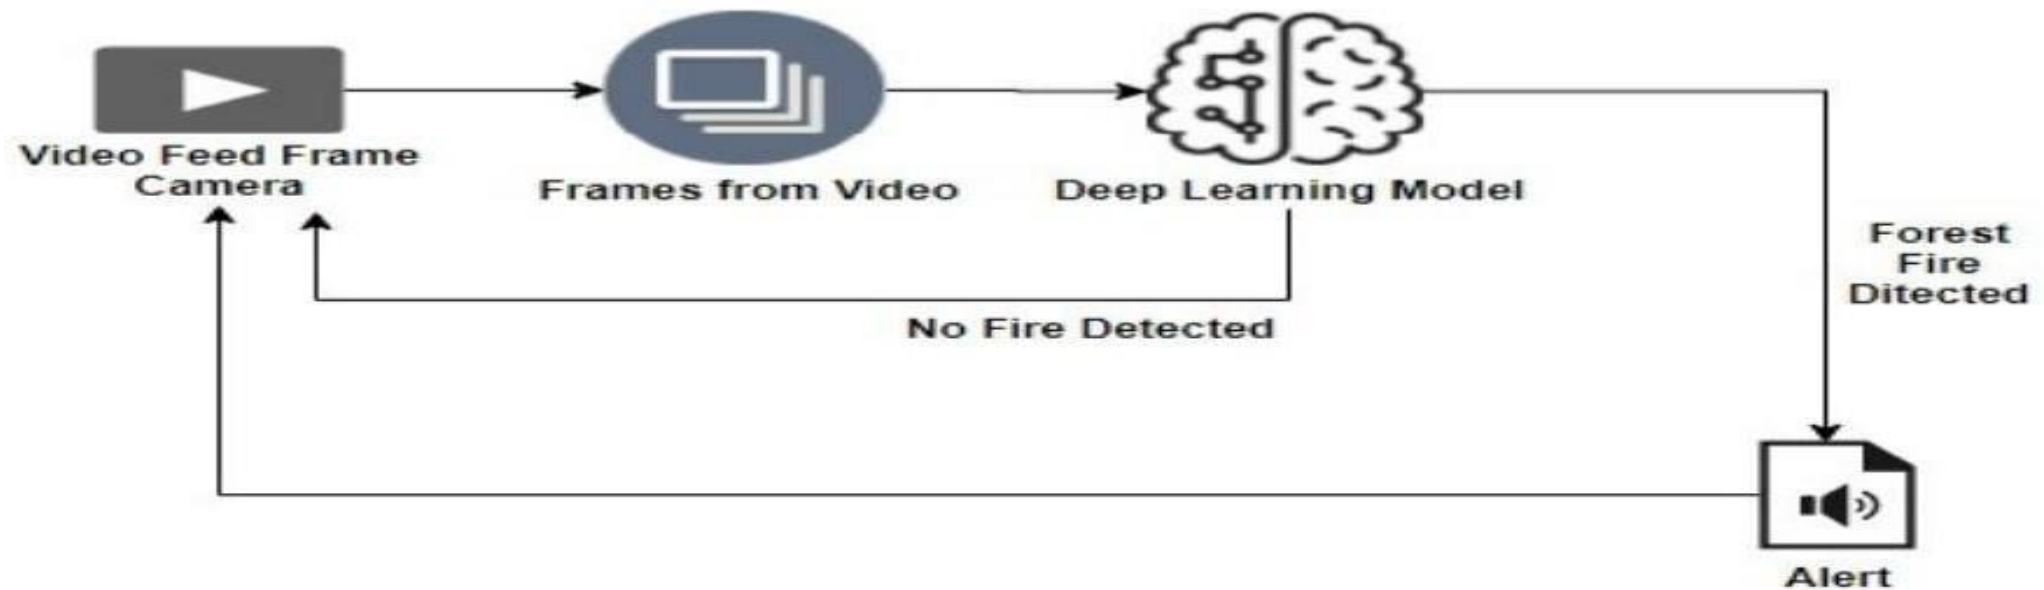 Video Feed Frame
Camera
Frames from Video
Deep Learning Model
Forest
Fire
Ditected
No Fire Detected
Alert